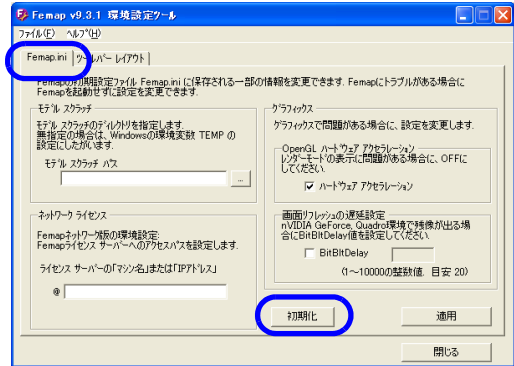 Femap v9.3.1 環境設定ツール
ファイル(F) ヘルプ(H)
Femap.ini ツールバー レイアウト
Femapの初期設定ファイル Femap.ini に保存される一部の情報を変更できます. Femapにトラブルがある場合に
Femapを起動せずに設定を変更できます.
モデル スクラッチ
モデル スクラッチのディレクトリを指定します.
無指定の場合は、Windowsの環境変数 TEMP の
設定にしたがいます.
モデル スクラッチ パス
...
ネットワーク ライセンス
Femapネットワーク版の環境設定:
Femapライセンス サーバーへのアクセスパスを設定します.
ライセンス サーバーの「マシン名」または「IPアドレス」
@
グラフィックス
グラフィックスで問題がある場合に、設定を変更します.
OpenGL ハードウェア アクセラレーション
レンダーモードの表示に問題がある場合に、OFFに
してください.
ハードウェア アクセラレーション
画面リフレッシュの遅延設定
nVIDIA GeForce, Quadro環境で残像が出る場
合にBitBltDelay値を設定してください.
BitBltDelay
(1～10000の整数値. 目安 20)
初期化
適用
閉じる